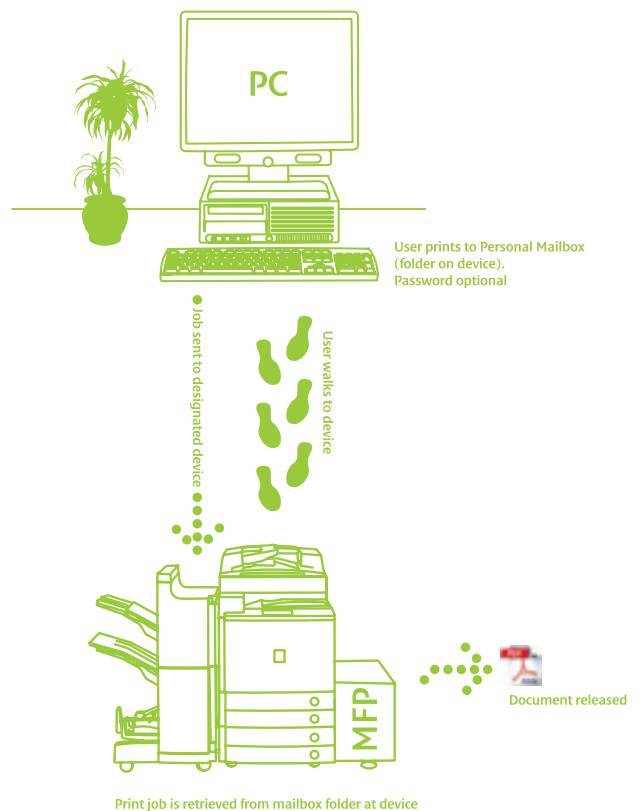 PC
User prints to Personal Mailbox
(folder on device).
Password optional
Job sent to designated device
User walks to device
MFP
PDF
Document released
Print job is retrieved from mailbox folder at device